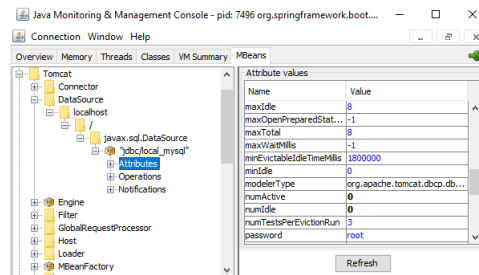 Java Monitoring & Management Console - pid: 7496 org.springframework.boot....
Connection Window Help
Overview Memory Threads Classes VM Summary MBeans
Tomcat
Connector
DataSource
localhost
/
javax.sql.DataSource
"jdbc/local_mysql"
Attributes
Operations
Notifications
Engine
Filter
GlobalRequestProcessor
Host
Loader
MBeanFactory
Attribute values
Name Value
maxIdle 8
maxOpenPreparedStat... -1
maxTotal 8
maxWaitMillis -1
minEvictableIdleTimeMillis 1800000
minIdle 0
modelerType org.apache.tomcat.dbcp.db...
numActive 0
numIdle 0
numTestsPerEvictionRun 3
password root
Refresh